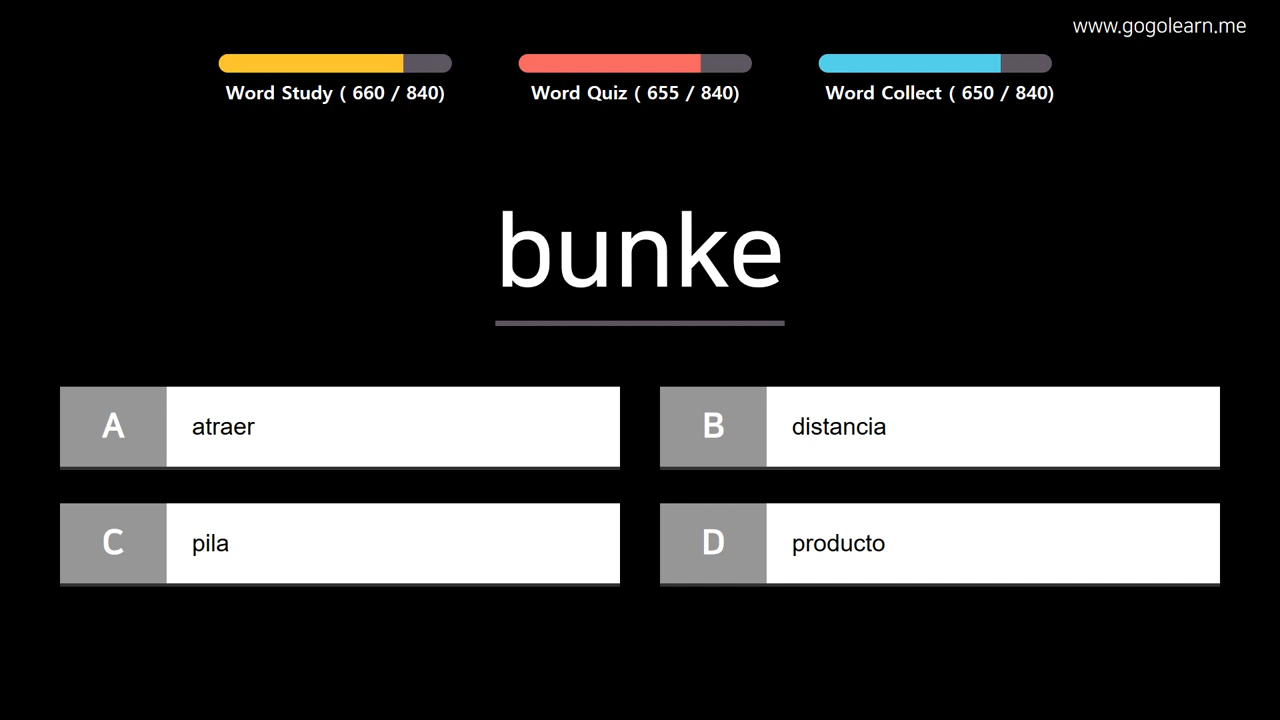 www.gogolearn.me
Word Study ( 660 / 840)
Word Quiz ( 655 / 840)
Word Collect ( 650 / 840)
bunke
A atraer
B distancia
C pila
D producto